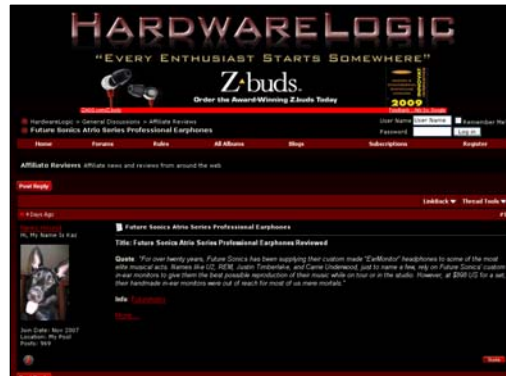 HARDWARELOGIC
"EVERY ENTHUSIAST STARTS SOMEWHERE"
Z·buds.
Order the Award-Winning Z.buds Today
2009
HardwareLogic > General Discussions > Affiliate Reviews
Future Sonics Atrio Series Professional Earphones
User Name User Name Remember Me?
Password Log in
Home Forums Rules All Albums Blogs Subscriptions Register
Affiliate Reviews Affiliate news and reviews from around the web
Post Reply
LinkBack Thread Tools
4 Days Ago
Hi, My Name Is Kaz
Future Sonics Atrio Series Professional Earphones
Title: Future Sonics Atrio Series Professional Earphones Reviewed
Quote: "For over twenty years, Future Sonics has been supplying their custom made "EarMonitor" headphones to some of the most
elite musical acts. Names like U2, REM, Justin Timberlake, and Carrie Underwood, just to name a few, rely on Future Sonics' custom
in-ear monitors to give them the best possible reproduction of their music while on tour or in the studio. However, at US for a set,
their handmade in-ear monitors were out of reach for most of us mere mortals."
Info:
More...
Join Date: Nov 2007
Location: My Pool
Posts: 969